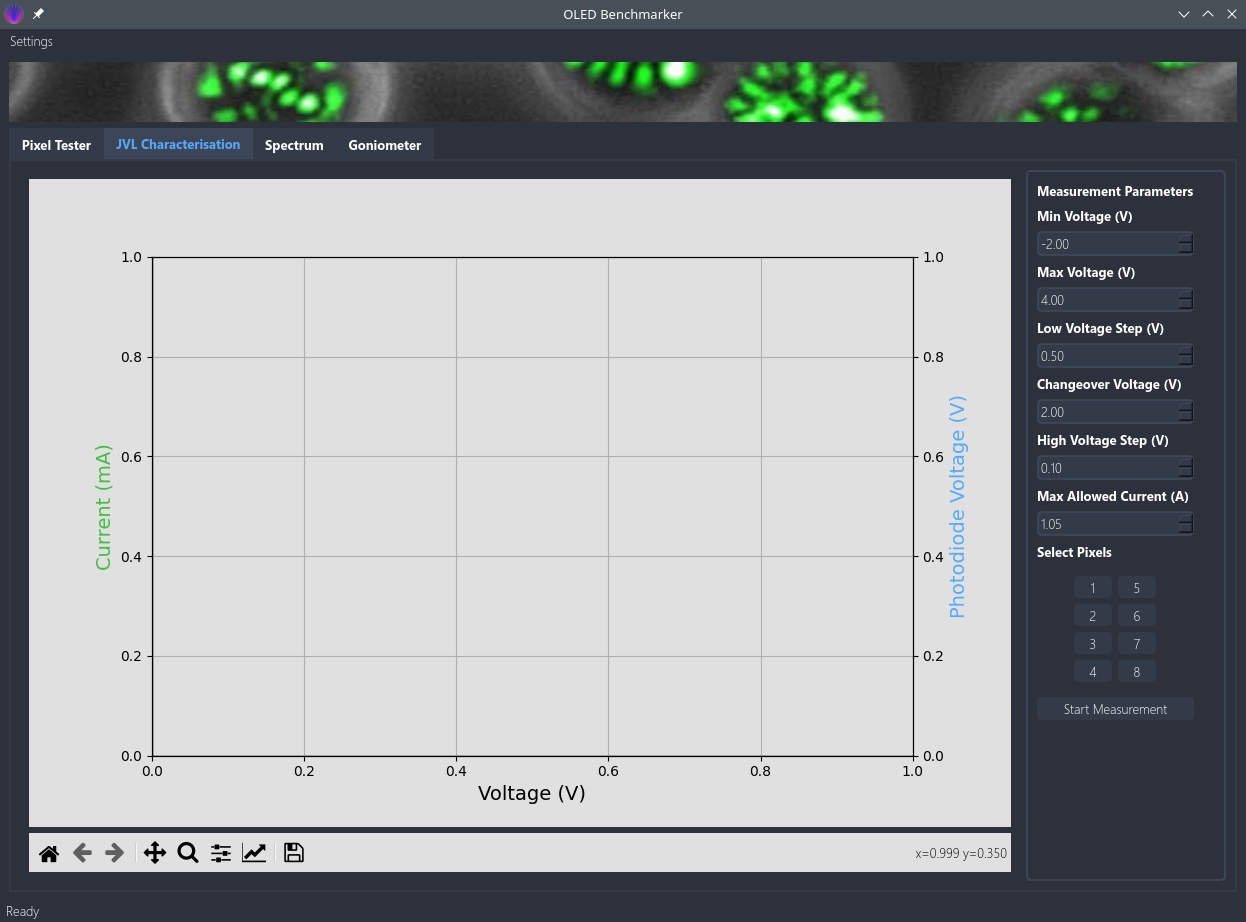 OLED Benchmarker
Settings
Pixel Tester
JVL Characterisation
Spectrum
Goniometer
1.0
0.8
0.6
0.4
0.2
0.0
Current (mA)
0.0
0.2
0.4
0.6
0.8
1.0
Voltage (V)
1.0
0.8
0.6
0.4
0.2
0.0
Photodiode Voltage (V)
x=0.999 y=0.350
Measurement Parameters
Min Voltage (V)
-2.00
Max Voltage (V)
4.00
Low Voltage Step (V)
0.50
Changeover Voltage (V)
2.00
High Voltage Step (V)
0.10
Max Allowed Current (A)
1.05
Select Pixels
1 5
2 6
3 7
4 8
Start Measurement
Ready